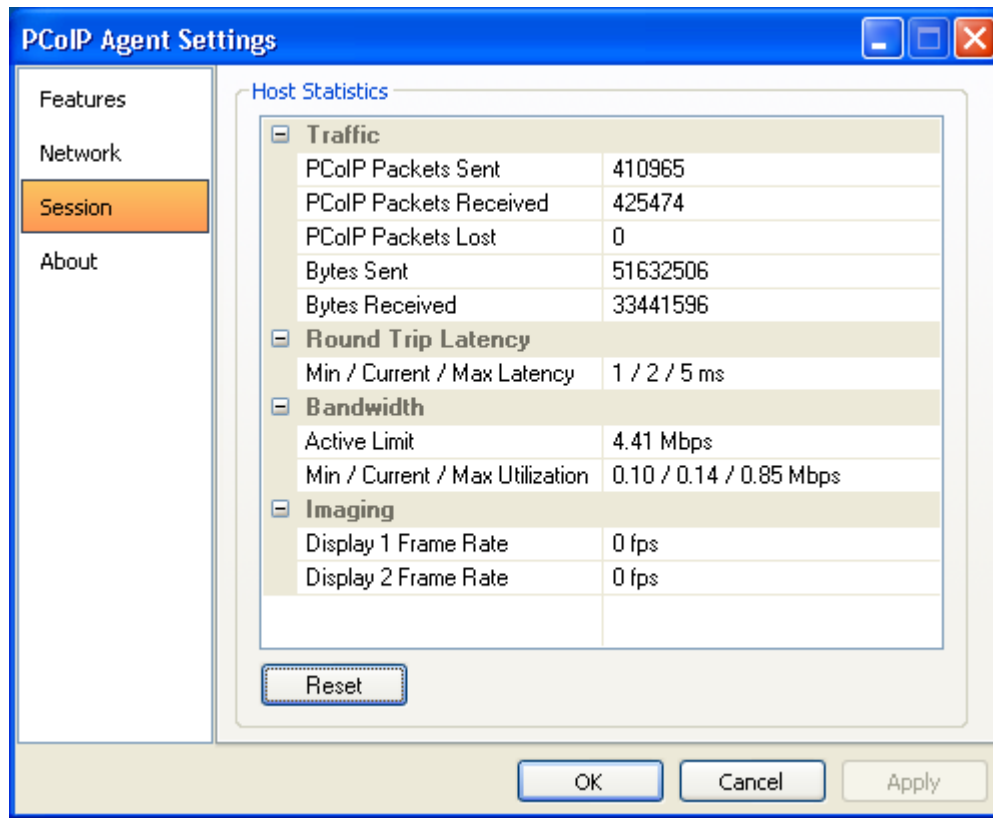 PCoIP Agent Settings
Features
Network
Session
About
Host Statistics
Traffic
PCoIP Packets Sent 410965
PCoIP Packets Received 425474
PCoIP Packets Lost 0
Bytes Sent 51632506
Bytes Received 33441596
Round Trip Latency
Min / Current / Max Latency 1 / 2 / 5 ms
Bandwidth
Active Limit 4.41 Mbps
Min / Current / Max Utilization 0.10 / 0.14 / 0.85 Mbps
Imaging
Display 1 Frame Rate 0 fps
Display 2 Frame Rate 0 fps
Reset
OK Cancel Apply